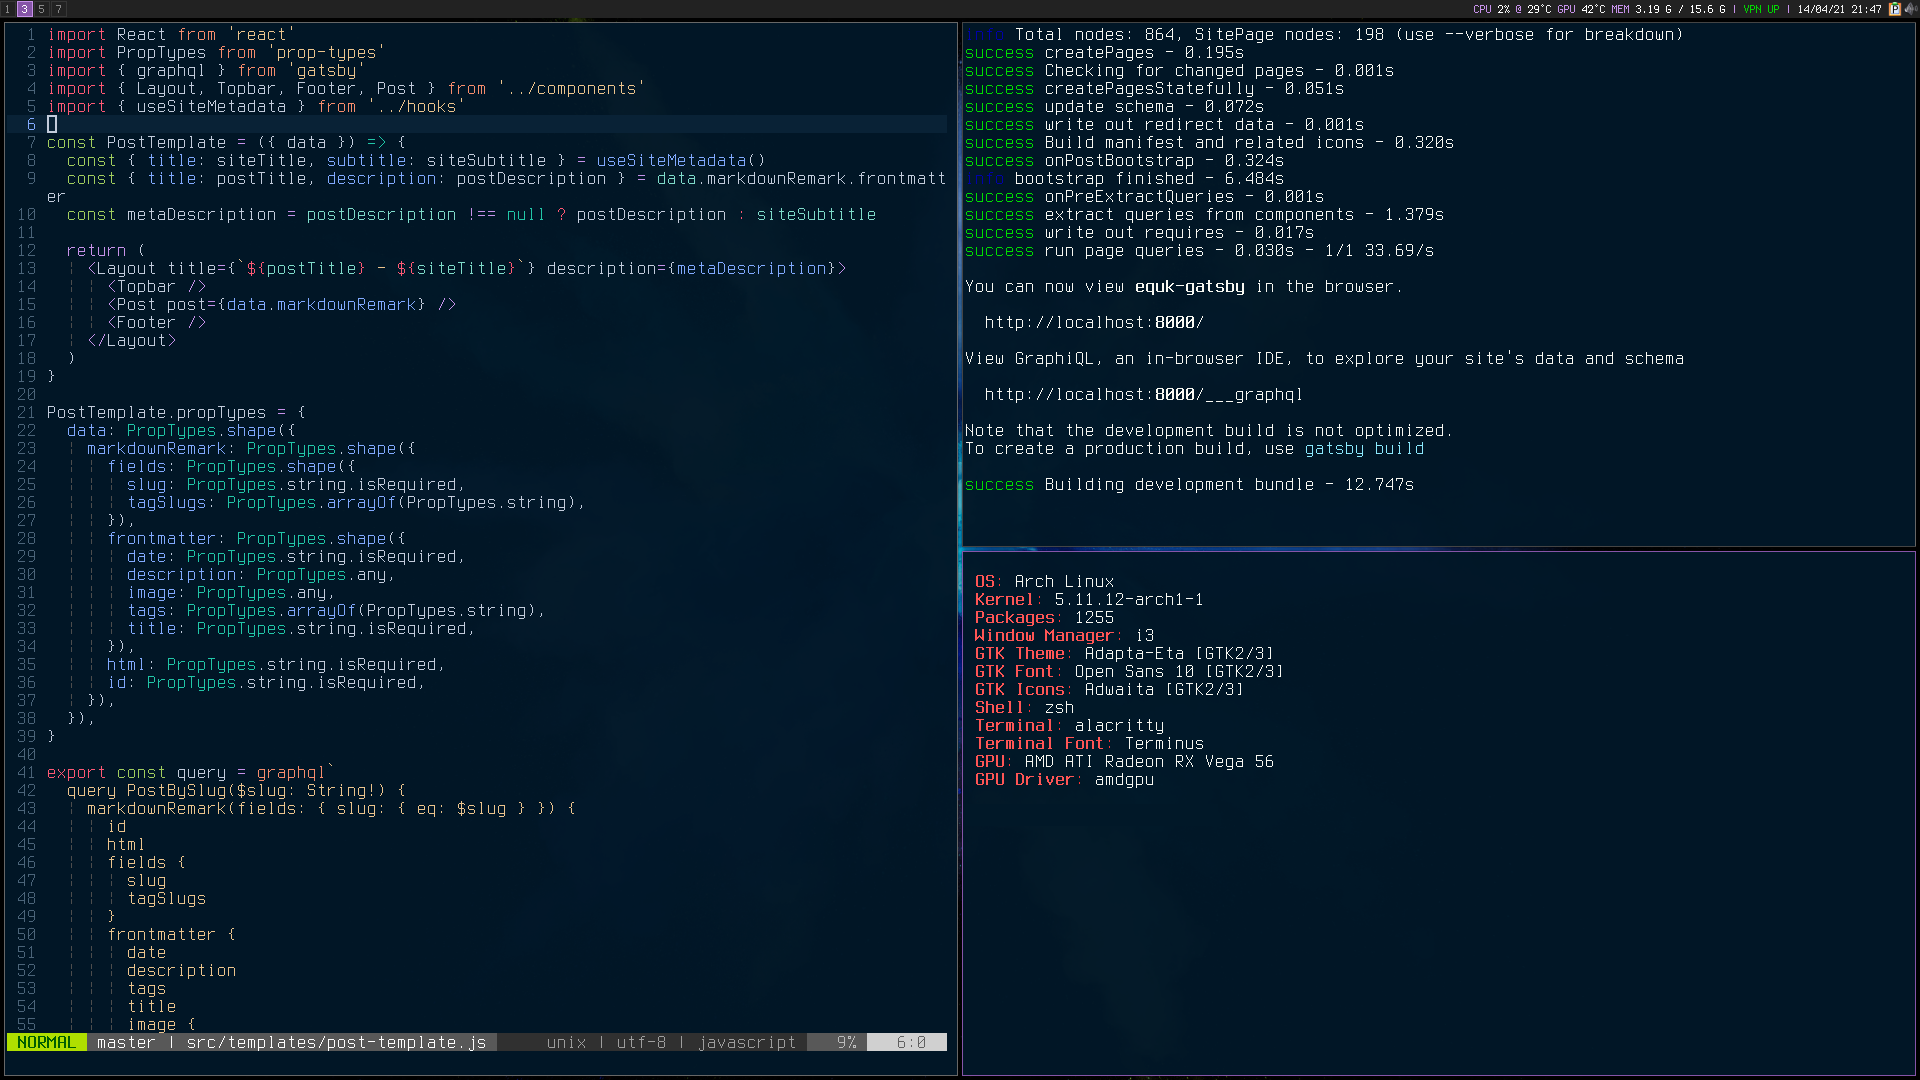 1 3 5 7
CPU 2% @ 29°C GPU 42°C MEM 3.19 G / 15.6 G | VPN UP | 14/04/21 21:47
1 import React from 'react'
2 import PropTypes from 'prop-types'
3 import { graphql } from 'gatsby'
4 import { Layout, Topbar, Footer, Post } from '../components'
5 import { useSiteMetadata } from '../hooks'
6
7 const PostTemplate = ({ data }) => {
8   const { title: siteTitle, subtitle: siteSubtitle } = useSiteMetadata()
9   const { title: postTitle, description: postDescription } = data.markdownRemark.frontmatt
er
10   const metaDescription = postDescription !== null ? postDescription : siteSubtitle
11
12   return (
13     <Layout title={`${postTitle} - ${siteTitle}`} description={metaDescription}>
14       <Topbar />
15       <Post post={data.markdownRemark} />
16       <Footer />
17     </Layout>
18   )
19 }
20
21 PostTemplate.propTypes = {
22   data: PropTypes.shape({
23     markdownRemark: PropTypes.shape({
24       fields: PropTypes.shape({
25         slug: PropTypes.string.isRequired,
26         tagSlugs: PropTypes.arrayOf(PropTypes.string),
27       }),
28       frontmatter: PropTypes.shape({
29         date: PropTypes.string.isRequired,
30         description: PropTypes.any,
31         image: PropTypes.any,
32         tags: PropTypes.arrayOf(PropTypes.string),
33         title: PropTypes.string.isRequired,
34       }),
35       html: PropTypes.string.isRequired,
36       id: PropTypes.string.isRequired,
37     }),
38   }),
39 }
40
41 export const query = graphql`
42   query PostBySlug($slug: String!) {
43     markdownRemark(fields: { slug: { eq: $slug } }) {
44       id
45       html
46       fields {
47         slug
48         tagSlugs
49       }
50       frontmatter {
51         date
52         description
53         tags
54         title
55         image {
NORMAL master | src/templates/post-template.js unix | utf-8 | javascript 9% 6:0
info Total nodes: 864, SitePage nodes: 198 (use --verbose for breakdown)
success createPages - 0.195s
success Checking for changed pages - 0.001s
success createPagesStatefully - 0.051s
success update schema - 0.072s
success write out redirect data - 0.001s
success Build manifest and related icons - 0.320s
success onPostBootstrap - 0.324s
info bootstrap finished - 6.484s
success onPreExtractQueries - 0.001s
success extract queries from components - 1.379s
success write out requires - 0.017s
success run page queries - 0.030s - 1/1 33.69/s
You can now view equk-gatsby in the browser.
http://localhost:8000/
View GraphiQL, an in-browser IDE, to explore your site's data and schema
http://localhost:8000/___graphql
Note that the development build is not optimized.
To create a production build, use gatsby build
success Building development bundle - 12.747s
OS: Arch Linux
Kernel: 5.11.12-arch1-1
Packages: 1255
Window Manager: i3
GTK Theme: Adapta-Eta [GTK2/3]
GTK Font: Open Sans 10 [GTK2/3]
GTK Icons: Adwaita [GTK2/3]
Shell: zsh
Terminal: alacritty
Terminal Font: Terminus
GPU: AMD ATI Radeon RX Vega 56
GPU Driver: amdgpu